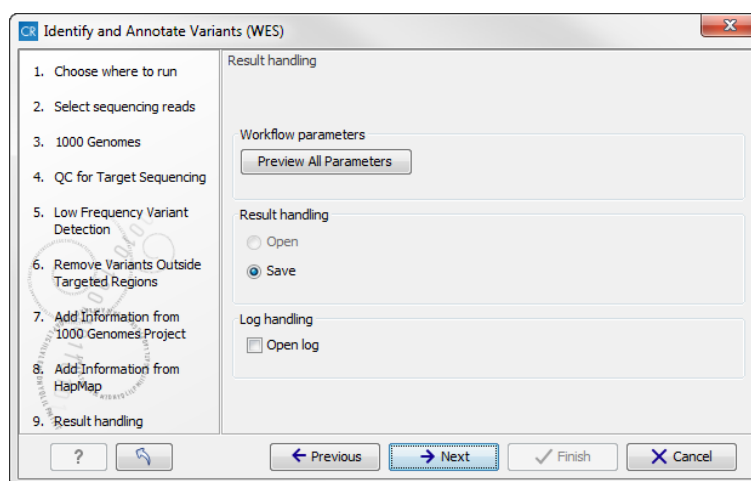 CR Identify and Annotate Variants (WES)
1. Choose where to run
2. Select sequencing reads
3. 1000 Genomes
4. QC for Target Sequencing
5. Low Frequency Variant
Detection
6. Remove Variants Outside
Targeted Regions
7. Add Information from
1000 Genomes Project
8. Add Information from
HapMap
9. Result handling
Result handling
Workflow parameters
Preview All Parameters
Result handling
Open
Save
Log handling
Open log
?
Previous
Next
Finish
Cancel